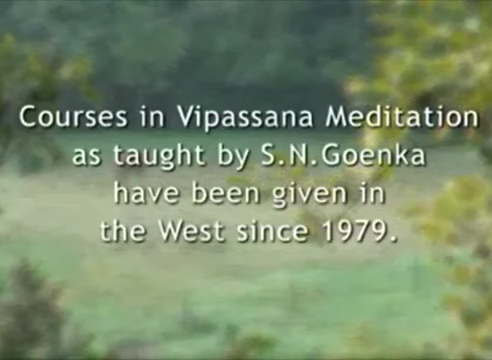 Courses in Vipassana Meditation
as taught by S.N.Goenka
have been given in
the West since 1979.